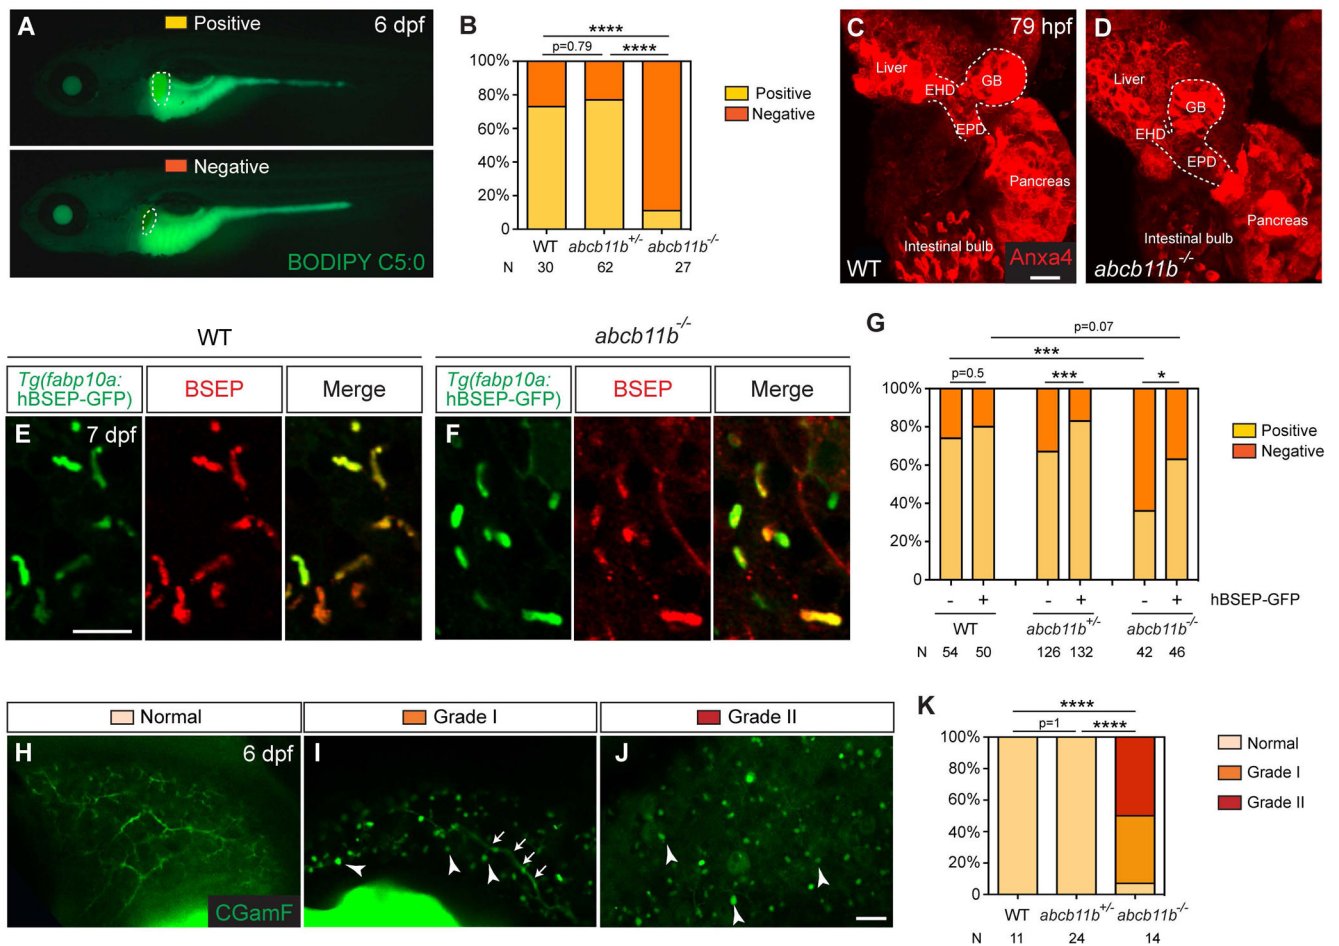 A
Positive
6 dpf
Negative
BODIPY C5:0
B
****
p=0.79 ****
100%
80%
60%
40%
20%
0
WT abcb11b+/- abcb11b-/-
N 30 62 27
Positive
Negative
C
79 hpf
Liver
GB
EHD
EPD
Pancreas
Intestinal bulb
WT
Anxa4
D
Liver
GB
EHD
EPD
Pancreas
Intestinal bulb
abcb11b-/-
WT
abcb11b-/-
Tg(fabp10a:
hBSEP-GFP)
BSEP
Merge
Tg(fabp10a:
hBSEP-GFP)
BSEP
Merge
E
7 dpf
F
G
p=0.07
***
p=0.5 *** *
100%
80%
60%
40%
20%
0
- + - + - + hBSEP-GFP
WT abcb11b+/- abcb11b-/-
N 54 50 126 132 42 46
Positive
Negative
Normal
Grade I
Grade II
H
6 dpf
CGamF
I
J
K
****
p=1 ****
100%
80%
60%
40%
20%
0
WT abcb11b+/- abcb11b-/-
N 11 24 14
Normal
Grade I
Grade II